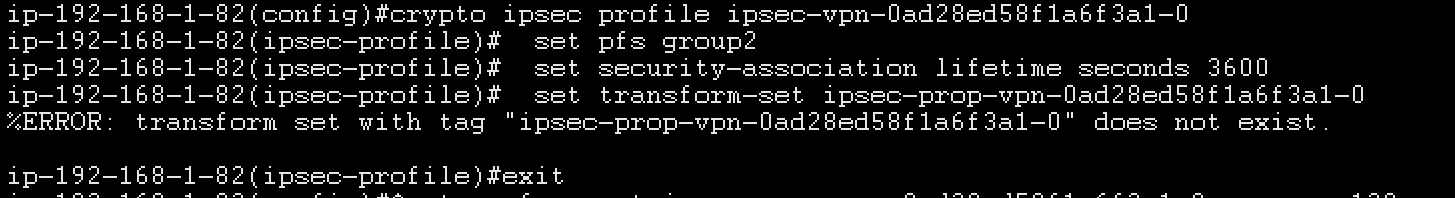 ip-192-168-1-82(config)#crypto ipsec profile ipsec-vpn-0ad28ed58f1a6f3a1-0
ip-192-168-1-82(ipsec-profile)#  set pfs group2
ip-192-168-1-82(ipsec-profile)#  set security-association lifetime seconds 3600
ip-192-168-1-82(ipsec-profile)#  set transform-set ipsec-prop-vpn-0ad28ed58f1a6f3a1-0
%ERROR: transform set with tag "ipsec-prop-vpn-0ad28ed58f1a6f3a1-0" does not exist.
ip-192-168-1-82(ipsec-profile)#exit